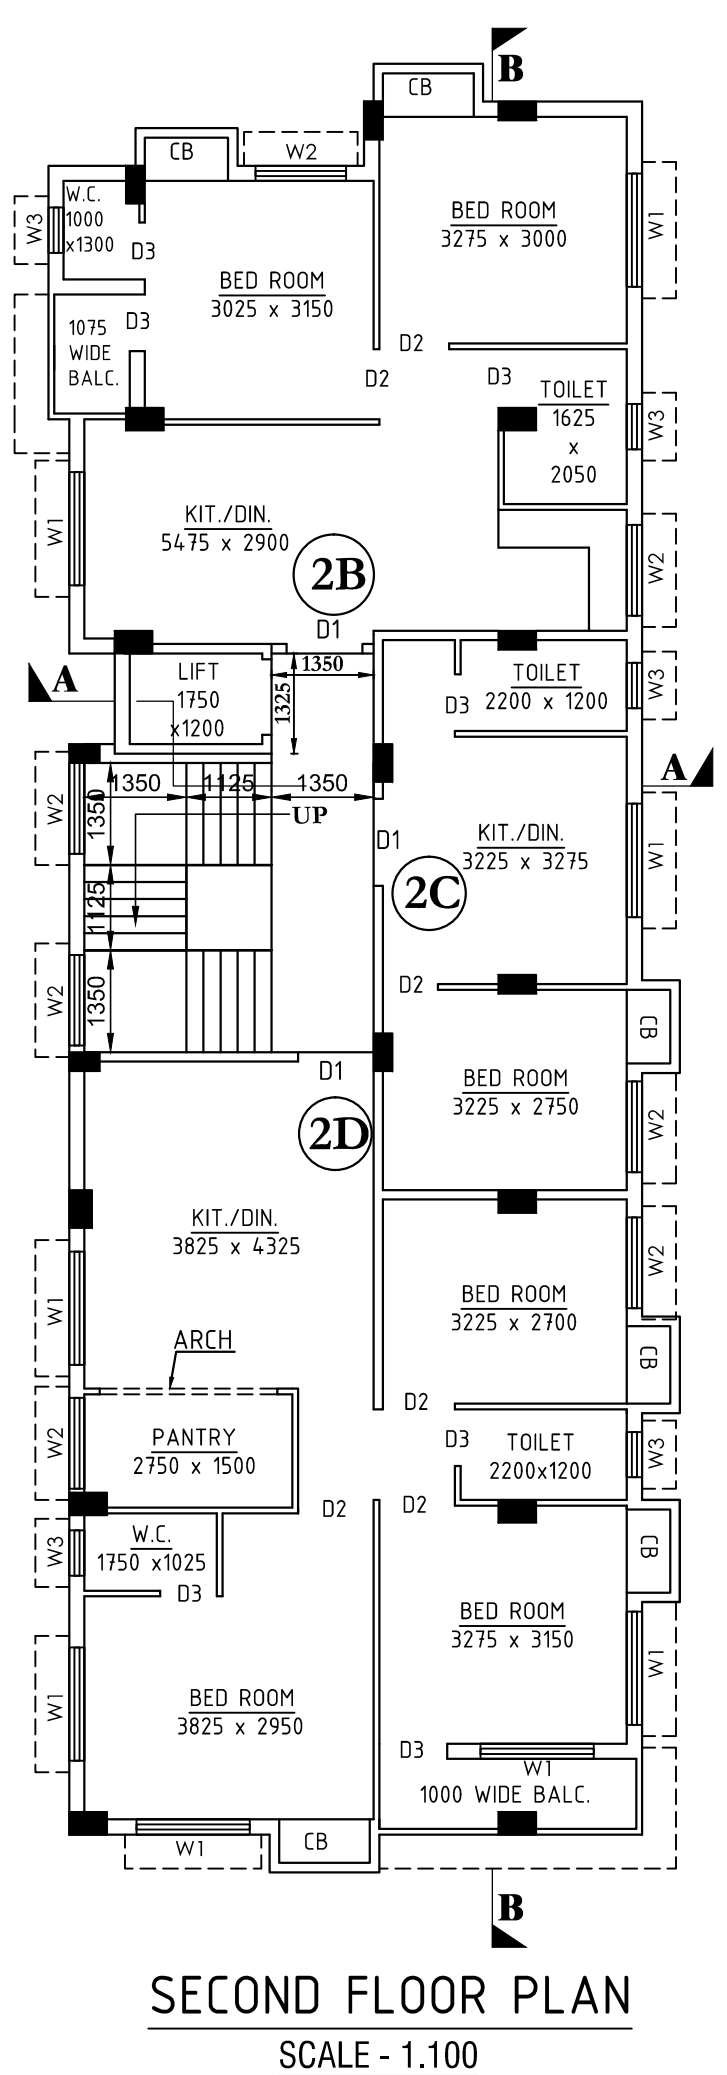 B
CB
CB
W2
W.C.
1000
x1300
W3
D3
BED ROOM
3275 x 3000
W1
BED ROOM
3025 x 3150
D3
1075
WIDE
BALC.
D2
D2
D3
TOILET
1625
x
2050
W3
KIT./DIN.
5475 x 2900
W1
2B
W2
D1
A
LIFT
1750
x1200
1350
1325
TOILET
2200 x 1200
D3
W3
A
1350
1125
1350
W2
1350
UP
D1
KIT./DIN.
3225 x 3275
W1
2C
1125
D2
W2
1350
CB
D1
BED ROOM
3225 x 2750
W2
2D
KIT./DIN.
3825 x 4325
W2
BED ROOM
3225 x 2700
W1
ARCH
CB
D2
PANTRY
2750 x 1500
W2
D3
TOILET
2200x1200
W3
D2
D2
W.C.
1750 x1025
W3
CB
D3
BED ROOM
3275 x 3150
W1
BED ROOM
3825 x 2950
W1
D3
W1
1000 WIDE BALC.
W1
CB
B
SECOND FLOOR PLAN
SCALE - 1.100